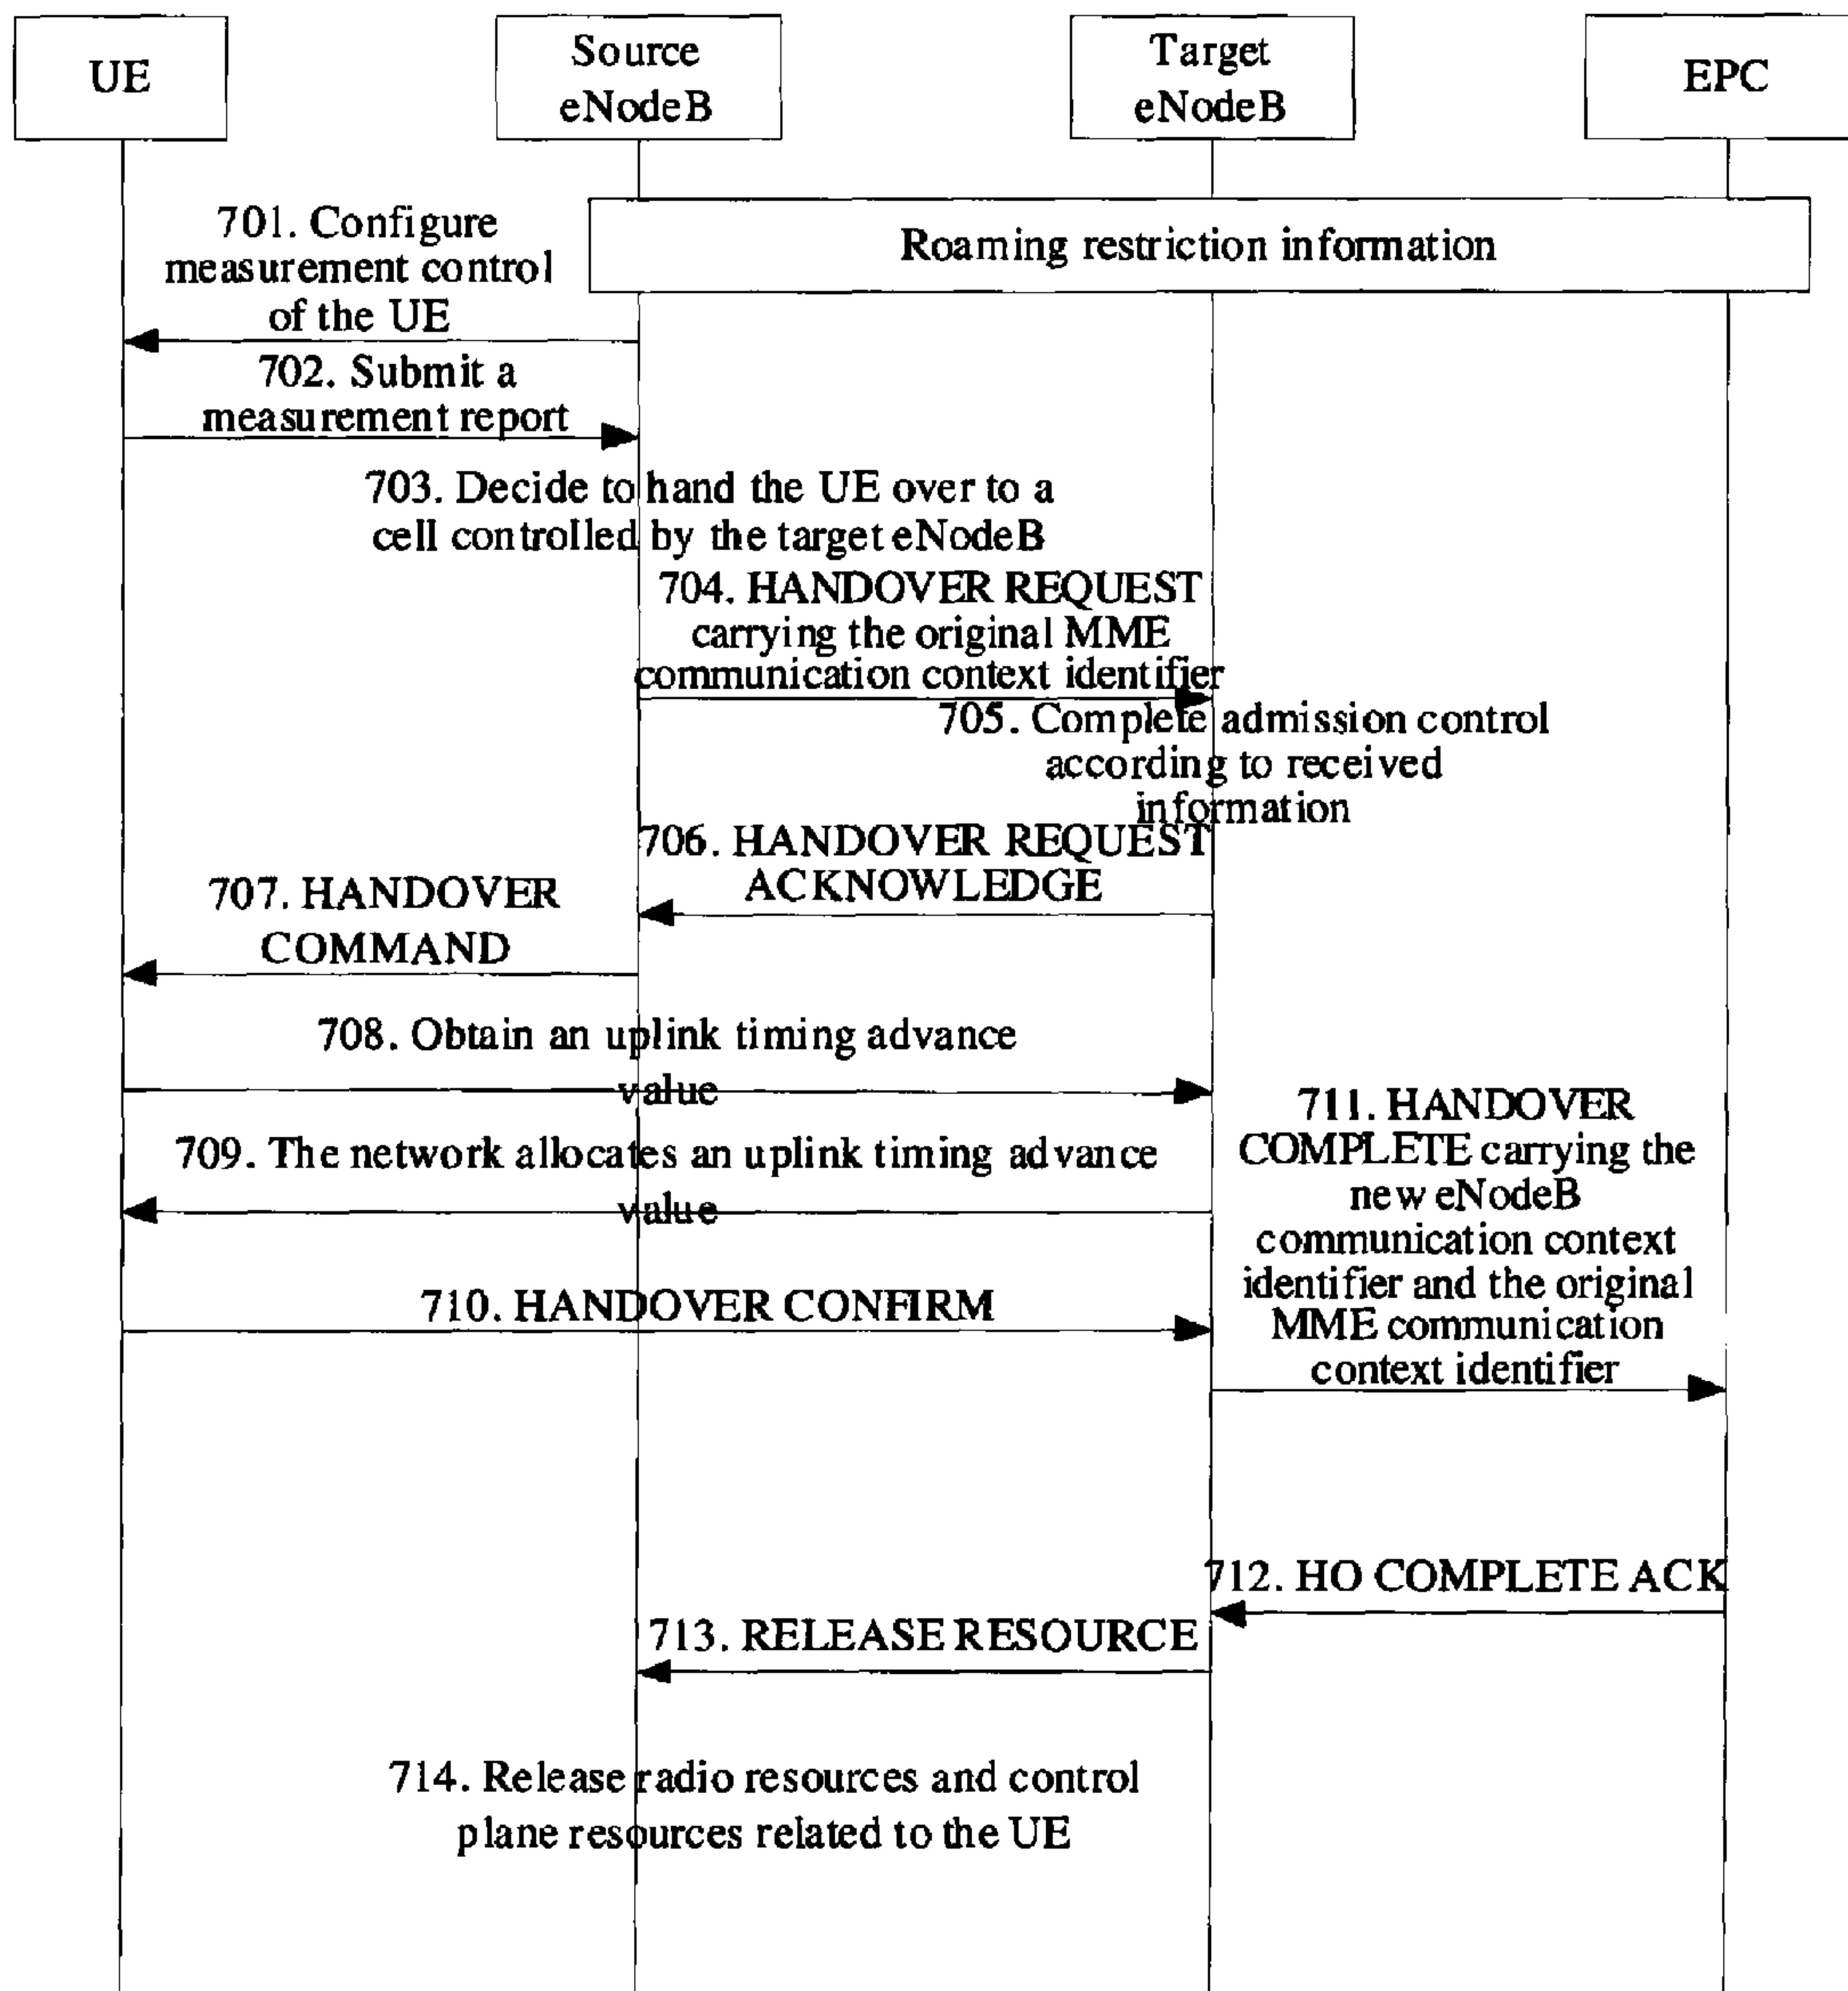 UE
Source
eNodeB
Target
eNodeB
EPC
Roaming restriction information
701. Configure
measurement control
of the UE
702. Submit a
measurement report
703. Decide to hand the UE over to a
cell controlled by the target eNodeB
704. HANDOVER REQUEST
carrying the original MME
communication context identifier
705. Complete admission control
according to received
information
706. HANDOVER REQUEST
ACKNOWLEDGE
707. HANDOVER
COMMAND
708. Obtain an uplink timing advance
value
709. The network allocates an uplink timing advance
value
710. HANDOVER CONFIRM
711. HANDOVER
COMPLETE carrying the
new eNodeB
communication context
identifier and the original
MME communication
context identifier
712. HO COMPLETE ACK
713. RELEASE RESOURCE
714. Release radio resources and control
plane resources related to the UE